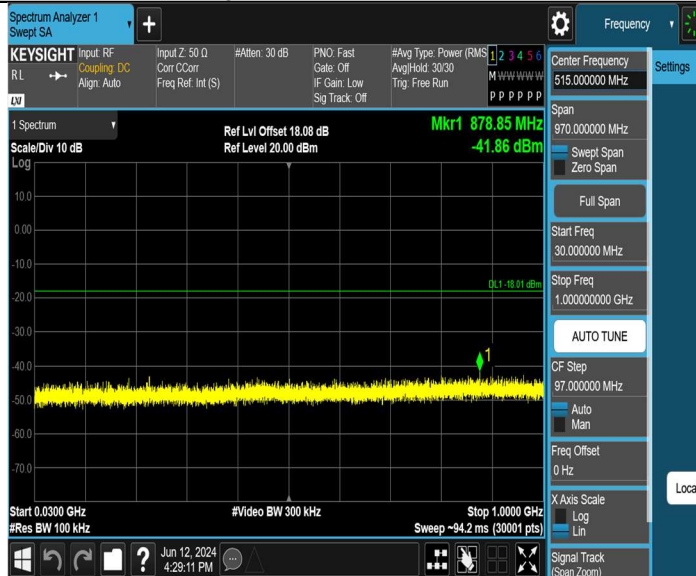 Spectrum Analyzer 1
Swept SA
+
Frequency
KEYSIGHT
RL
LXI
Input: RF
Coupling: DC
Align: Auto
Input Z: 50 Ω
Corr CCorr
Freq Ref: Int (S)
#Atten: 30 dB
PNO: Fast
Gate: Off
IF Gain: Low
Sig Track: Off
#Avg Type: Power (RMS
Avg|Hold: 30/30
Trig: Free Run
1 2 3 4 5 6
M W W W W W
P P P P P P
1 Spectrum
Scale/Div 10 dB
Log
Ref Lvl Offset 18.08 dB
Ref Level 20.00 dBm
Mkr1 878.85 MHz
-41.86 dBm
10.0
0.00
-10.0
DL1 -18.01 dBm
-20.0
-30.0
1
-40.0
-50.0
-60.0
-70.0
Start 0.0300 GHz
#Res BW 100 kHz
#Video BW 300 kHz
Stop 1.0000 GHz
Sweep ~94.2 ms (30001 pts)
?
Jun 12, 2024
4:29:11 PM
Center Frequency
515.000000 MHz
Span
970.000000 MHz
Swept Span
Zero Span
Full Span
Start Freq
30.000000 MHz
Stop Freq
1.000000000 GHz
AUTO TUNE
CF Step
97.000000 MHz
Auto
Man
Freq Offset
0 Hz
X Axis Scale
Log
Lin
Signal Track
(Span Zoom)
Settings
Loca